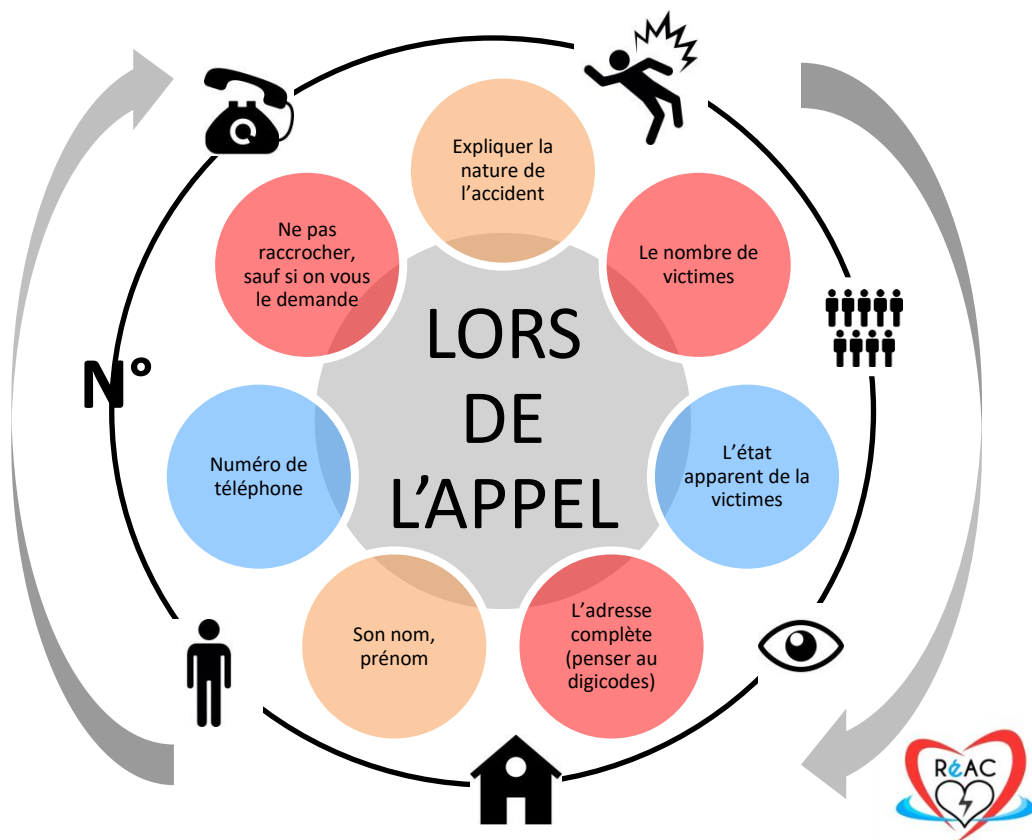 Expliquer la
nature de
l'accident
Le nombre de
victimes
L'état
apparent de la
victimes
L'adresse
complète
(penser au
digicodes)
Son nom,
prénom
Numéro de
téléphone
Ne pas
raccrocher,
sauf si on vous
le demande
LORS
DE
L'APPEL
N°
RéAC